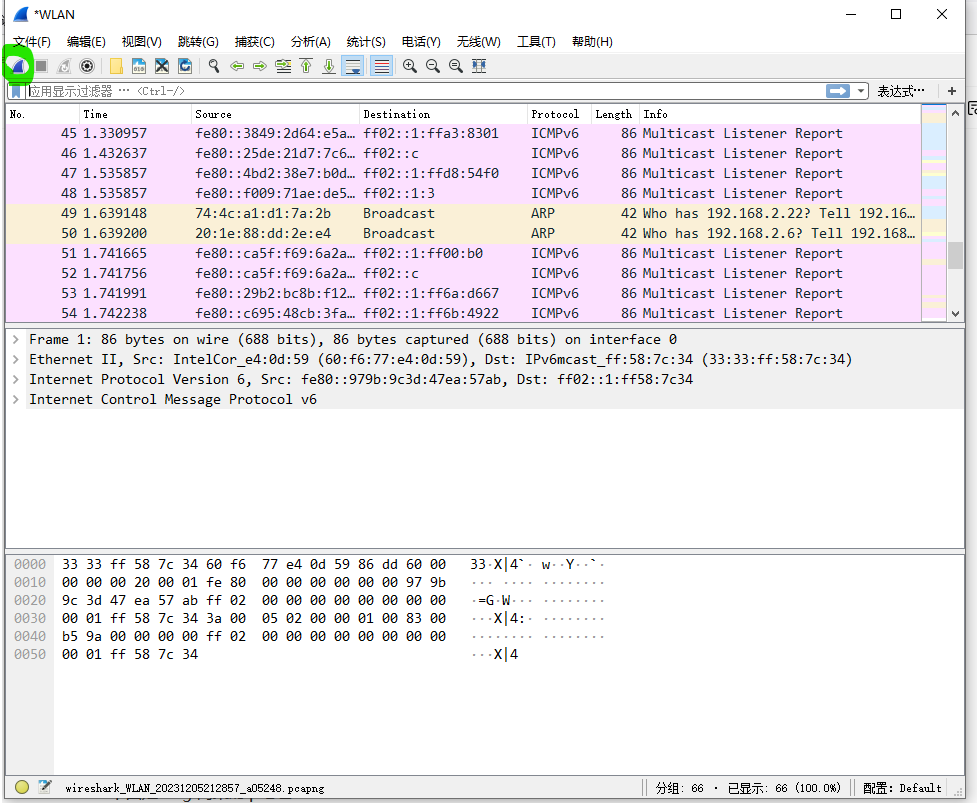 *WLAN
文件(F) 编辑(E) 视图(V) 跳转(G) 捕获(C) 分析(A) 统计(S) 电话(Y) 无线(W) 工具(T) 帮助(H)
应用显示过滤器 … <Ctrl-/> 表达式… +
No. Time Source Destination Protocol Length Info
45 1.330957 fe80::3849:2d64:e5a… ff02::1:ffa3:8301 ICMPv6 86 Multicast Listener Report
46 1.432637 fe80::25de:21d7:7c6… ff02::c ICMPv6 86 Multicast Listener Report
47 1.535857 fe80::4bd2:38e7:b0d… ff02::1:ffd8:54f0 ICMPv6 86 Multicast Listener Report
48 1.535857 fe80::f009:71ae:de5… ff02::1:3 ICMPv6 86 Multicast Listener Report
49 1.639148 74:4c:a1:d1:7a:2b Broadcast ARP 42 Who has 192.168.2.22? Tell 192.16…
50 1.639200 20:1e:88:dd:2e:e4 Broadcast ARP 42 Who has 192.168.2.6? Tell 192.168…
51 1.741665 fe80::ca5f:f69:6a2a… ff02::1:ff00:b0 ICMPv6 86 Multicast Listener Report
52 1.741756 fe80::ca5f:f69:6a2a… ff02::c ICMPv6 86 Multicast Listener Report
53 1.741991 fe80::29b2:bc8b:f12… ff02::1:ff6a:d667 ICMPv6 86 Multicast Listener Report
54 1.742238 fe80::c695:48cb:3fa… ff02::1:ff6b:4922 ICMPv6 86 Multicast Listener Report
Frame 1: 86 bytes on wire (688 bits), 86 bytes captured (688 bits) on interface 0
Ethernet II, Src: IntelCor_e4:0d:59 (60:f6:77:e4:0d:59), Dst: IPv6mcast_ff:58:7c:34 (33:33:ff:58:7c:34)
Internet Protocol Version 6, Src: fe80::979b:9c3d:47ea:57ab, Dst: ff02::1:ff58:7c34
Internet Control Message Protocol v6
0000 33 33 ff 58 7c 34 60 f6 77 e4 0d 59 86 dd 60 00 33·X|4`· w··Y··`·
0010 00 00 00 20 00 01 fe 80 00 00 00 00 00 00 97 9b ··· ···· ········
0020 9c 3d 47 ea 57 ab ff 02 00 00 00 00 00 00 00 00 ·=G·W··· ········
0030 00 01 ff 58 7c 34 3a 00 05 02 00 00 01 00 83 00 ···X|4:· ········
0040 b5 9a 00 00 00 00 ff 02 00 00 00 00 00 00 00 00 ········ ········
0050 00 01 ff 58 7c 34 ···X|4
wireshark_WLAN_20231205212857_a05248.pcapng 分组: 66 · 已显示: 66 (100.0%) 配置: Default